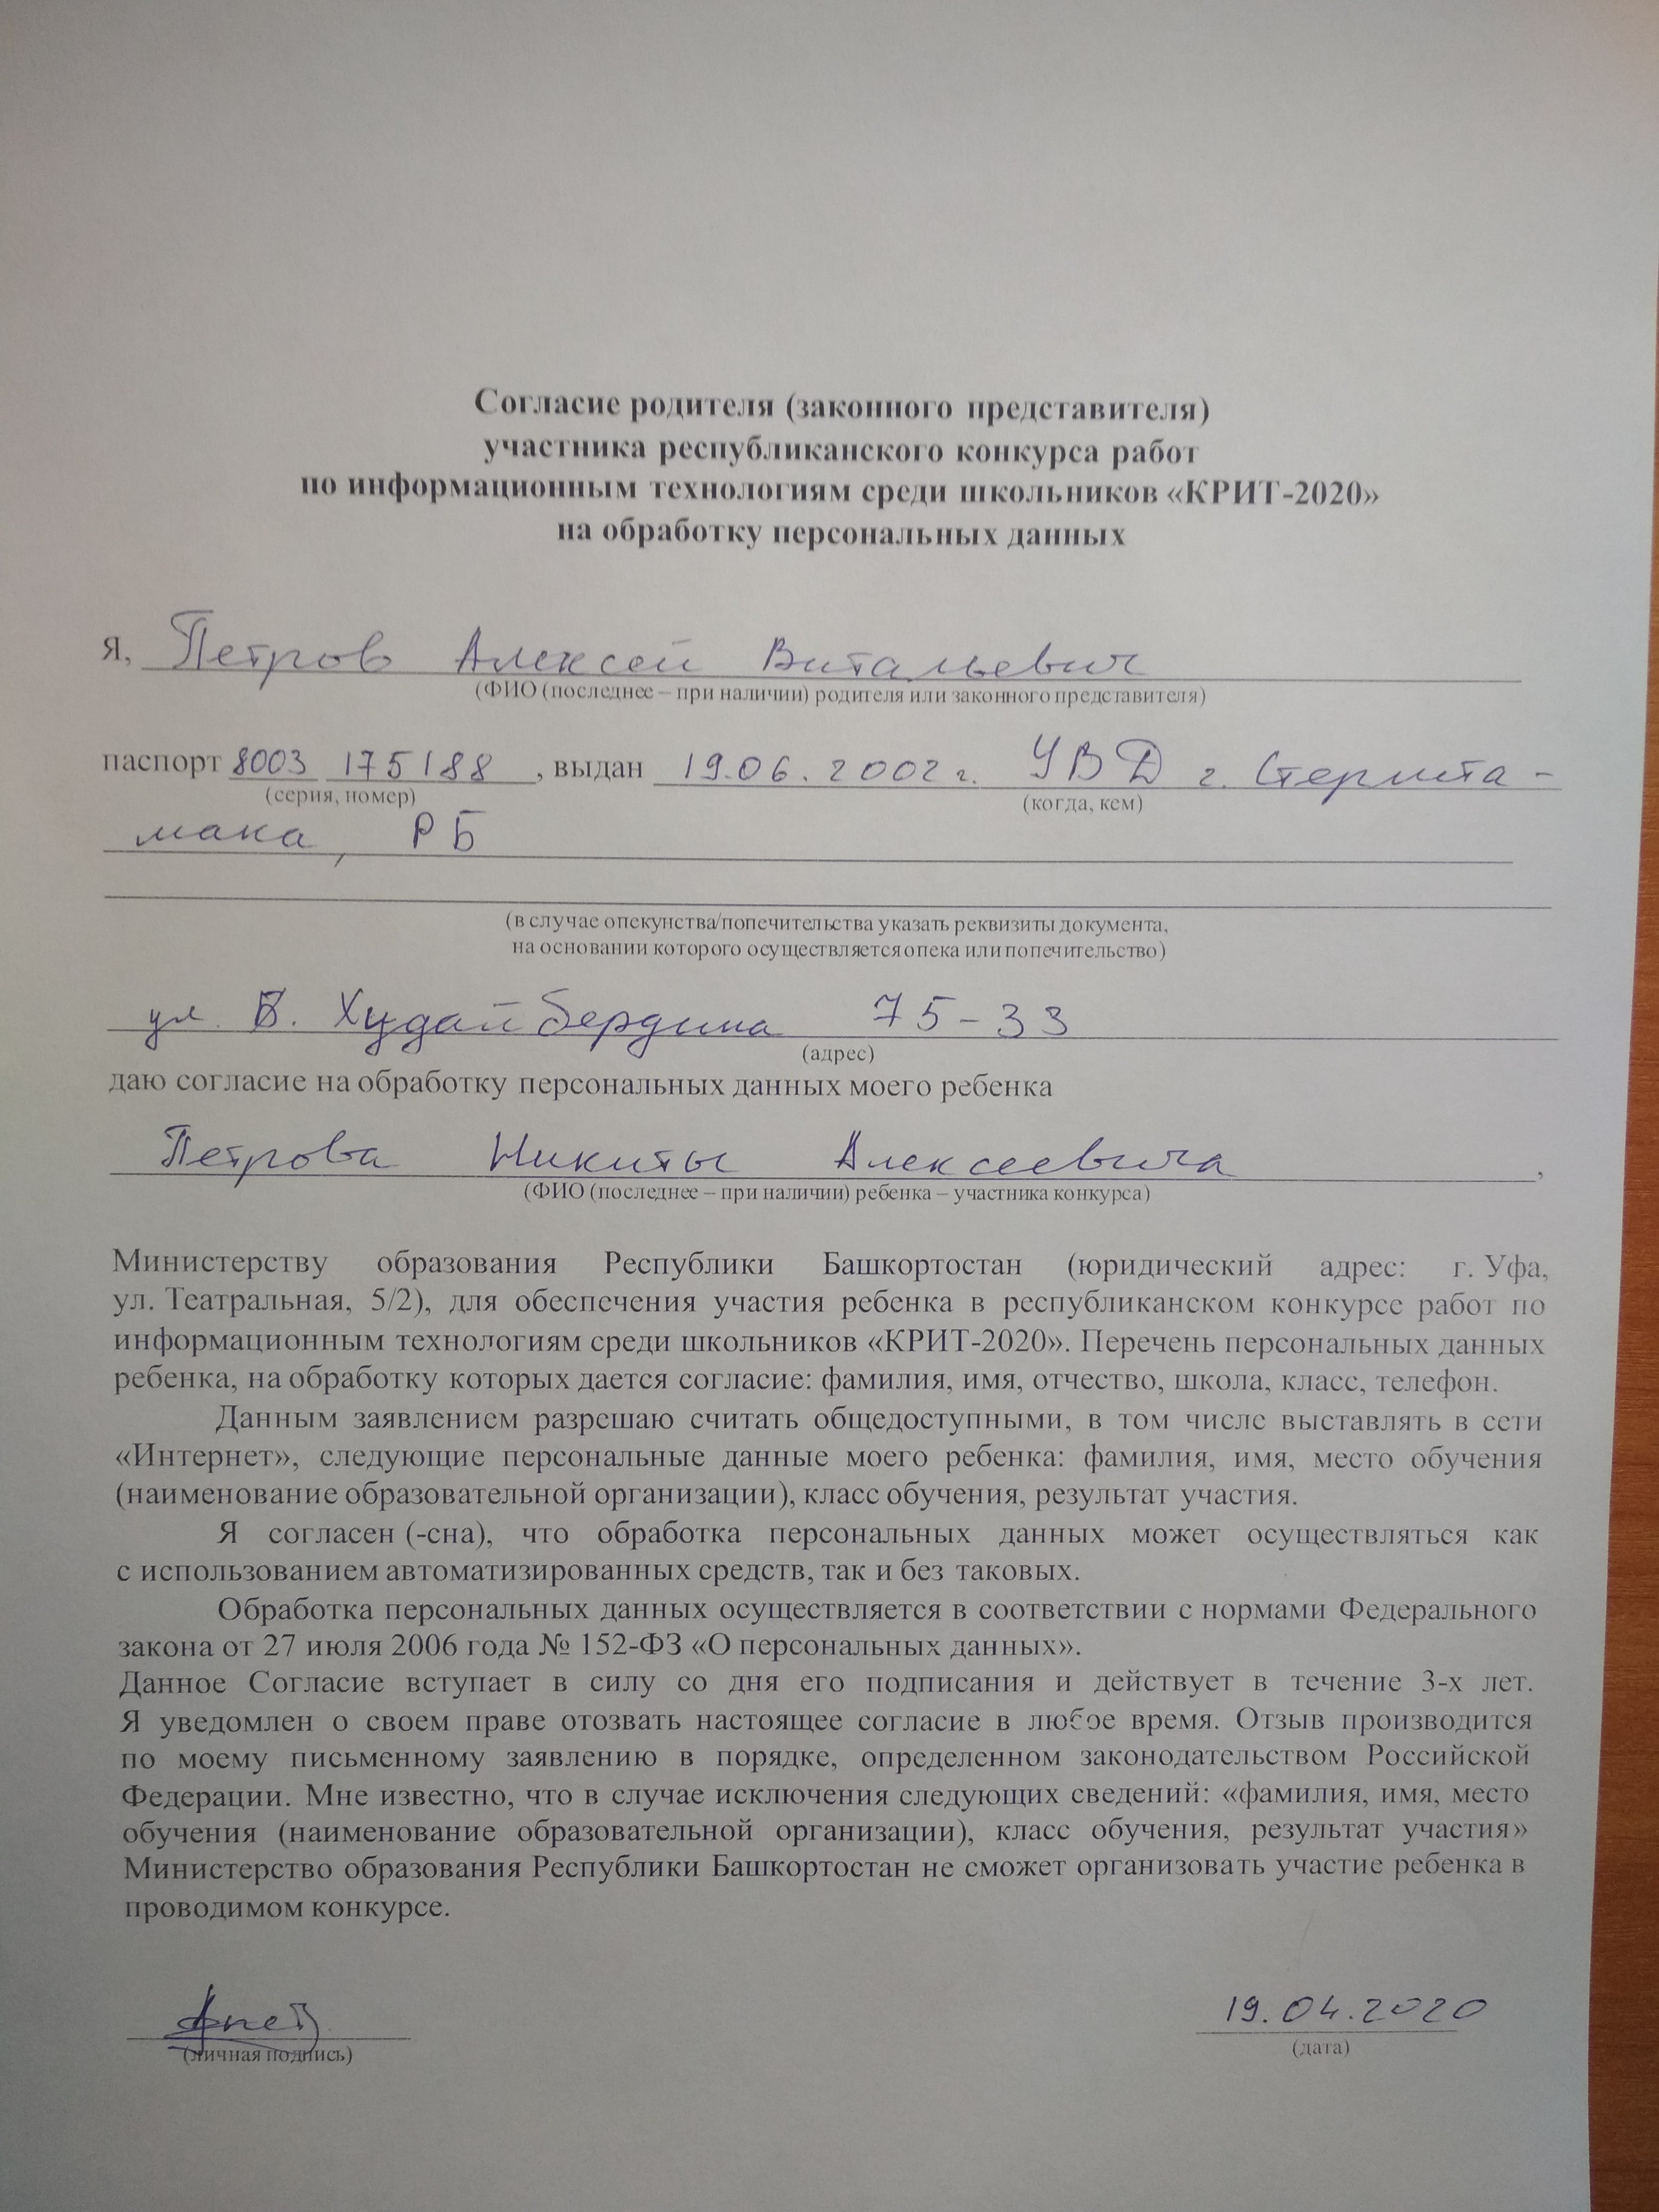 Согласие родителя (законного представителя)
участника республиканского конкурса работ
по информационным технологиям среди школьников «КРИТ-2020»
на обработку персональных данных
Я, Петров Алексей Витальевич
(ФИО (последнее – при наличии) родителя или законного представителя)
паспорт 8003 175188, выдан 19.06.2002 г. УВД г. Стерлита-
(серия, номер) (когда, кем)
мака, РБ
(в случае опекунства/попечительства указать реквизиты документа,
на основании которого осуществляется опека или попечительство)
ул. Б. Худайбердина 75-33
(адрес)
даю согласие на обработку персональных данных моего ребенка
Петрова Никиты Алексеевича,
(ФИО (последнее – при наличии) ребенка – участника конкурса)
Министерству образования Республики Башкортостан (юридический адрес: г. Уфа,
ул. Театральная, 5/2), для обеспечения участия ребенка в республиканском конкурсе работ по
информационным технологиям среди школьников «КРИТ-2020». Перечень персональных данных
ребенка, на обработку которых дается согласие: фамилия, имя, отчество, школа, класс, телефон.
Данным заявлением разрешаю считать общедоступными, в том числе выставлять в сети
«Интернет», следующие персональные данные моего ребенка: фамилия, имя, место обучения
(наименование образовательной организации), класс обучения, результат участия.
Я согласен (-сна), что обработка персональных данных может осуществляться как
с использованием автоматизированных средств, так и без таковых.
Обработка персональных данных осуществляется в соответствии с нормами Федерального
закона от 27 июля 2006 года № 152-ФЗ «О персональных данных».
Данное Согласие вступает в силу со дня его подписания и действует в течение 3-х лет.
Я уведомлен о своем праве отозвать настоящее согласие в любое время. Отзыв производится
по моему письменному заявлению в порядке, определенном законодательством Российской
Федерации. Мне известно, что в случае исключения следующих сведений: «фамилия, имя, место
обучения (наименование образовательной организации), класс обучения, результат участия»
Министерство образования Республики Башкортостан не сможет организовать участие ребенка в
проводимом конкурсе.
19.04.2020
(личная подпись) (дата)